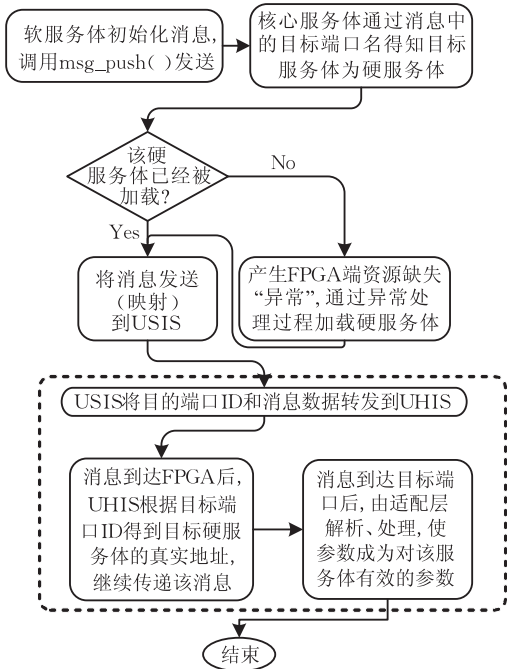 软服务体初始化消息,
调用msg_push( )发送
核心服务体通过消息中
的目标端口名得知目标
服务体为硬服务体
该硬
服务体已经被
加载?
No
Yes
将消息发送
(映射)
到USIS
产生FPGA端资源缺失
“异常”,通过异常处
理过程加载硬服务体
USIS将目的端口ID和消息数据转发到UHIS
消息到达FPGA后,
UHIS根据目标端
口ID得到目标硬服
务体的真实地址,
继续传递该消息
消息到达目标端
口后,由适配层
解析、处理,使
参数成为对该服
务体有效的参数
结束